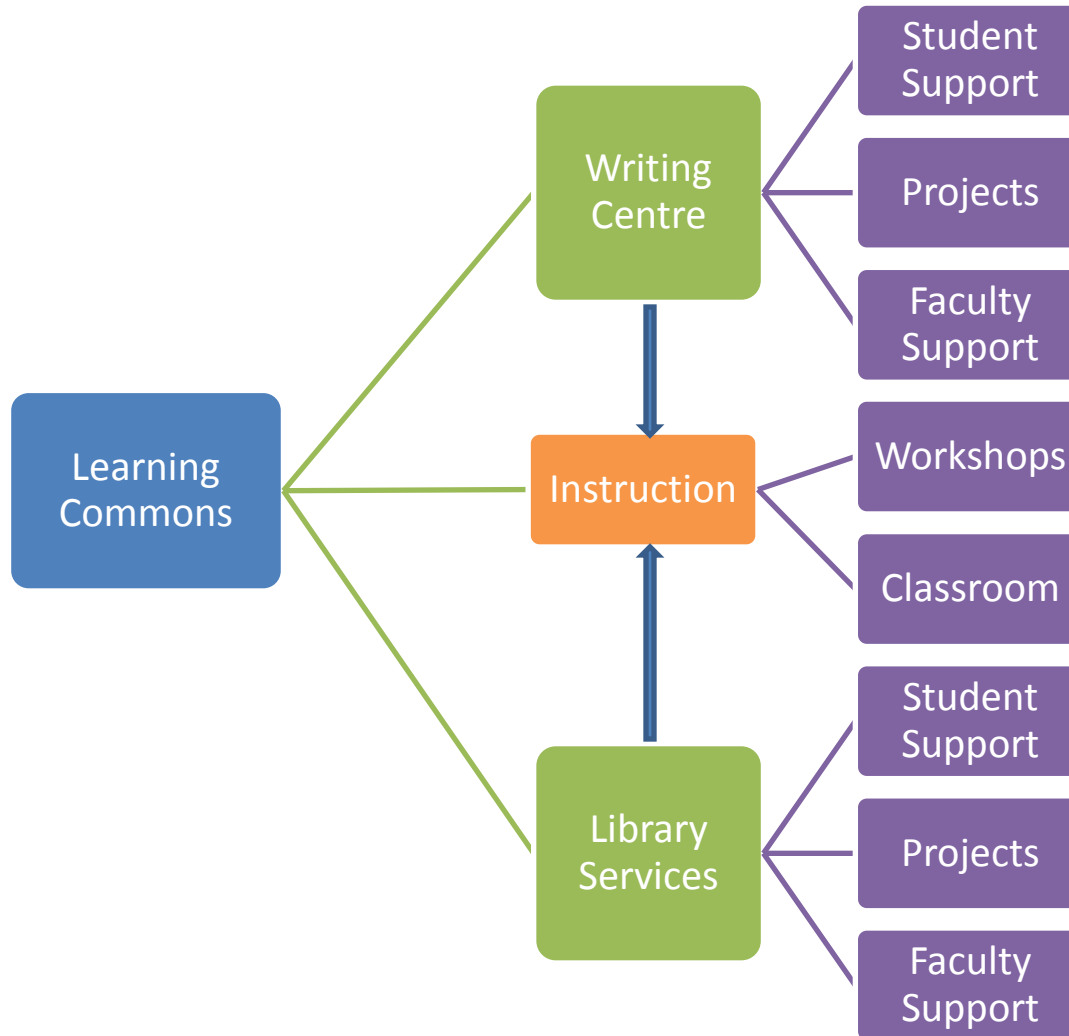 Learning
Commons
Writing
Centre
Instruction
Library
Services
Student
Support
Projects
Faculty
Support
Workshops
Classroom
Student
Support
Projects
Faculty
Support